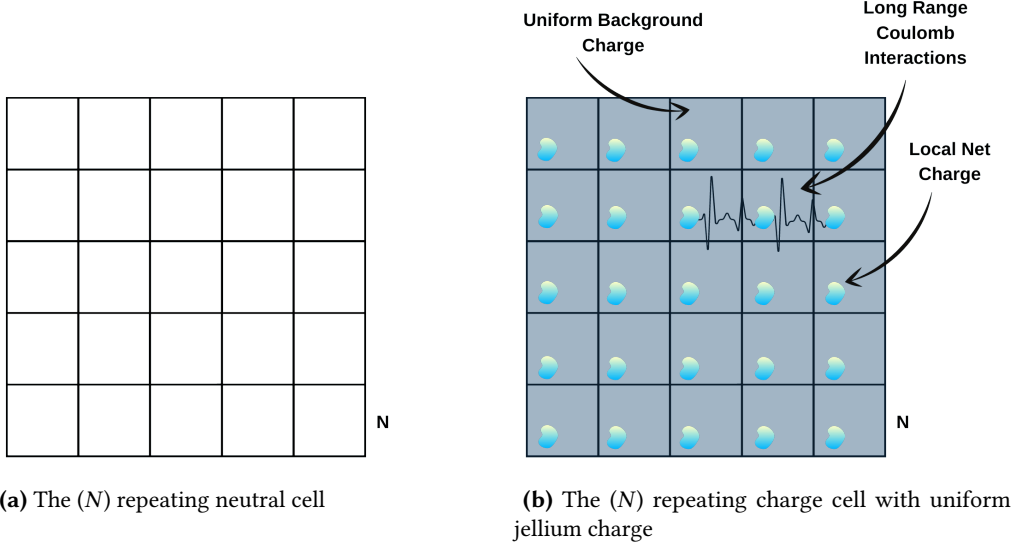 Uniform Background
Charge
Long Range
Coulomb
Interactions
Local Net
Charge
N
N
(a) The (N) repeating neutral cell
(b) The (N) repeating charge cell with uniform
jellium charge